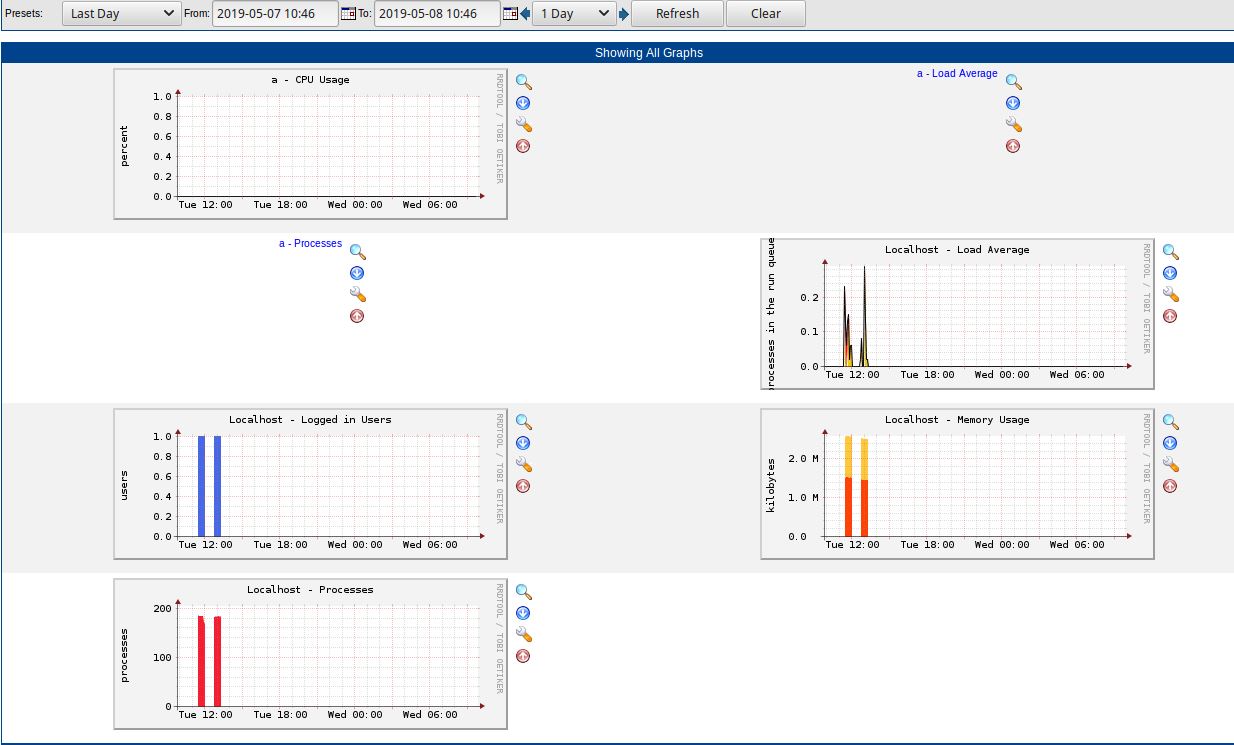 Presets: Last Day From: 2019-05-07 10:46 To: 2019-05-08 10:46 1 Day Refresh Clear
Showing All Graphs
a - CPU Usage
RRDTOOL / TOBI OETIKER
percent
1.0
0.8
0.6
0.4
0.2
0.0
Tue 12:00 Tue 18:00 Wed 00:00 Wed 06:00
a - Load Average
a - Processes
Localhost - Load Average
RRDTOOL / TOBI OETIKER
rocesses in the run queue
0.2
0.1
0.0
Tue 12:00 Tue 18:00 Wed 00:00 Wed 06:00
Localhost - Logged in Users
RRDTOOL / TOBI OETIKER
users
1.0
0.8
0.6
0.4
0.2
0.0
Tue 12:00 Tue 18:00 Wed 00:00 Wed 06:00
Localhost - Memory Usage
RRDTOOL / TOBI OETIKER
kilobytes
2.0 M
1.0 M
0.0
Tue 12:00 Tue 18:00 Wed 00:00 Wed 06:00
Localhost - Processes
RRDTOOL / TOBI OETIKER
processes
200
100
0
Tue 12:00 Tue 18:00 Wed 00:00 Wed 06:00